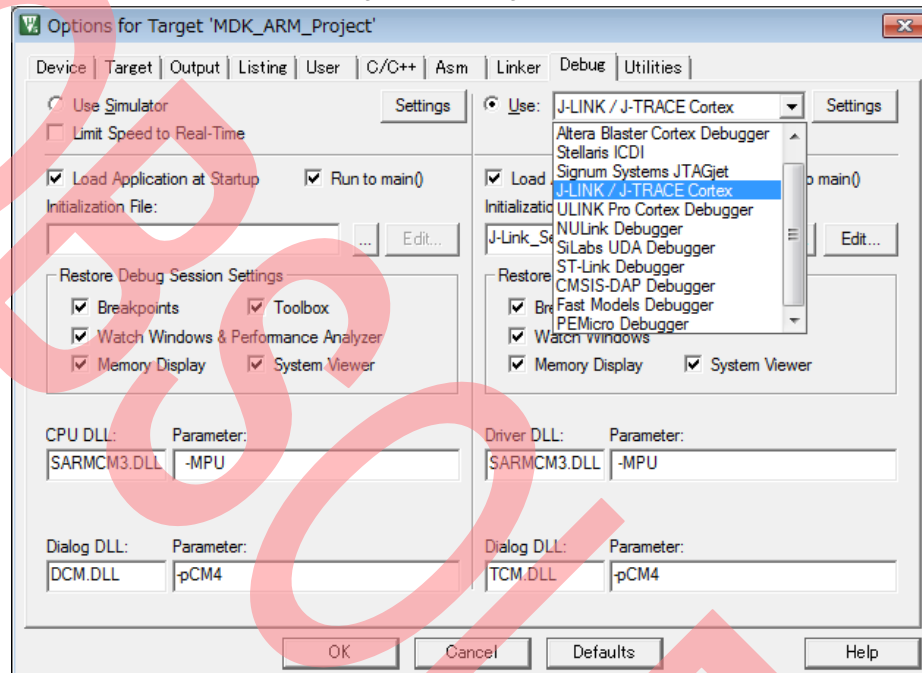 Options for Target 'MDK_ARM_Project'
Device Target Output Listing User C/C++ Asm Linker Debug Utilities
Use Simulator Settings
Limit Speed to Real-Time
Use: J-LINK / J-TRACE Cortex Settings
Altera Blaster Cortex Debugger
Stellaris ICDI
Signum Systems JTAGjet
J-LINK / J-TRACE Cortex
ULINK Pro Cortex Debugger
NULink Debugger
SiLabs UDA Debugger
ST-Link Debugger
CMSIS-DAP Debugger
Fast Models Debugger
PEMicro Debugger
Load Application at Startup Run to main()
Initialization File:
... Edit...
Restore Debug Session Settings
Breakpoints Toolbox
Watch Windows & Performance Analyzer
Memory Display System Viewer
Load o main()
Edit...
Restore
Watch Windows
Memory Display System Viewer
CPU DLL: Parameter:
SARMCM3.DLL -MPU
Driver DLL: Parameter:
SARMCM3.DLL -MPU
Dialog DLL: Parameter:
DCM.DLL -pCM4
Dialog DLL: Parameter:
TCM.DLL -pCM4
OK Cancel Defaults Help